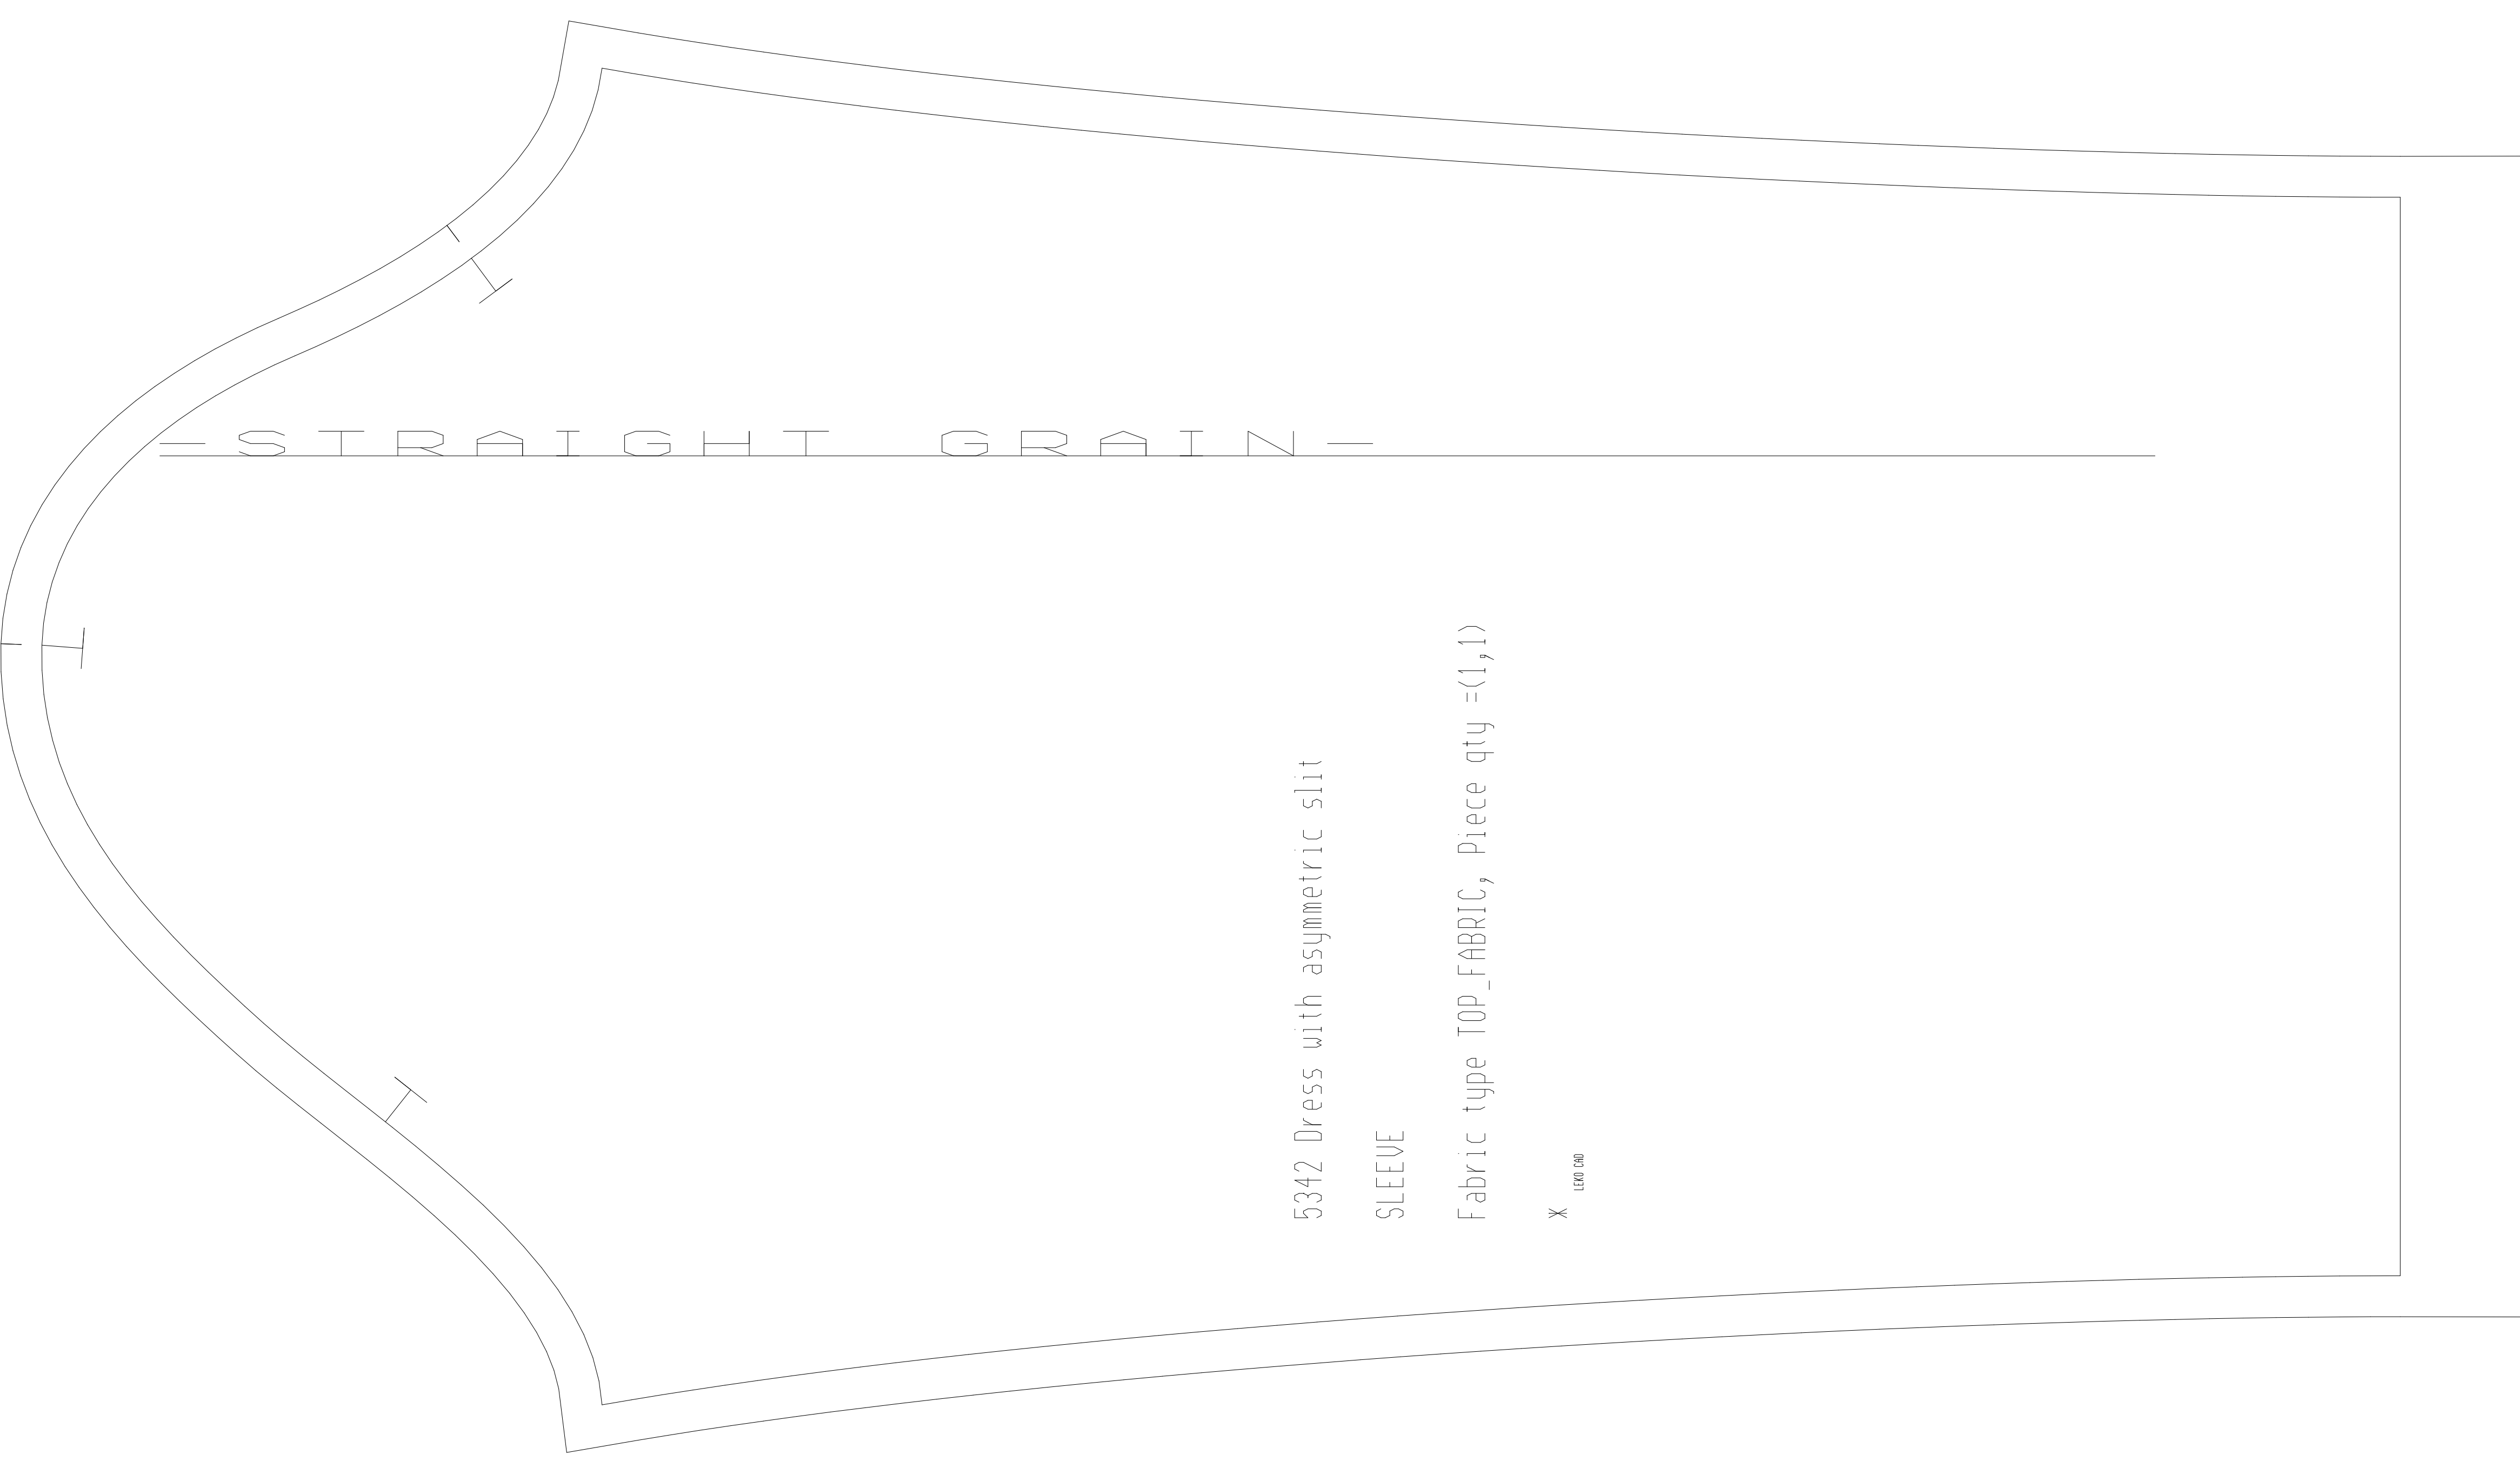 -STRAIGHT GRAIN-
5342 Dress with asymmetric slit
SLEEVE
Fabric type TOP_FABRIC, Piece qty =(1,1)
*
LEKO CAD